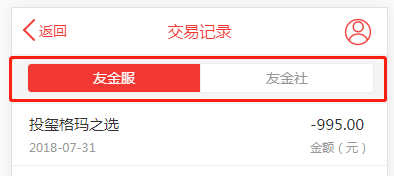 返回 交易记录
友金服 友金社
投玺格玛之选 -995.00
2018-07-31 金额（元）